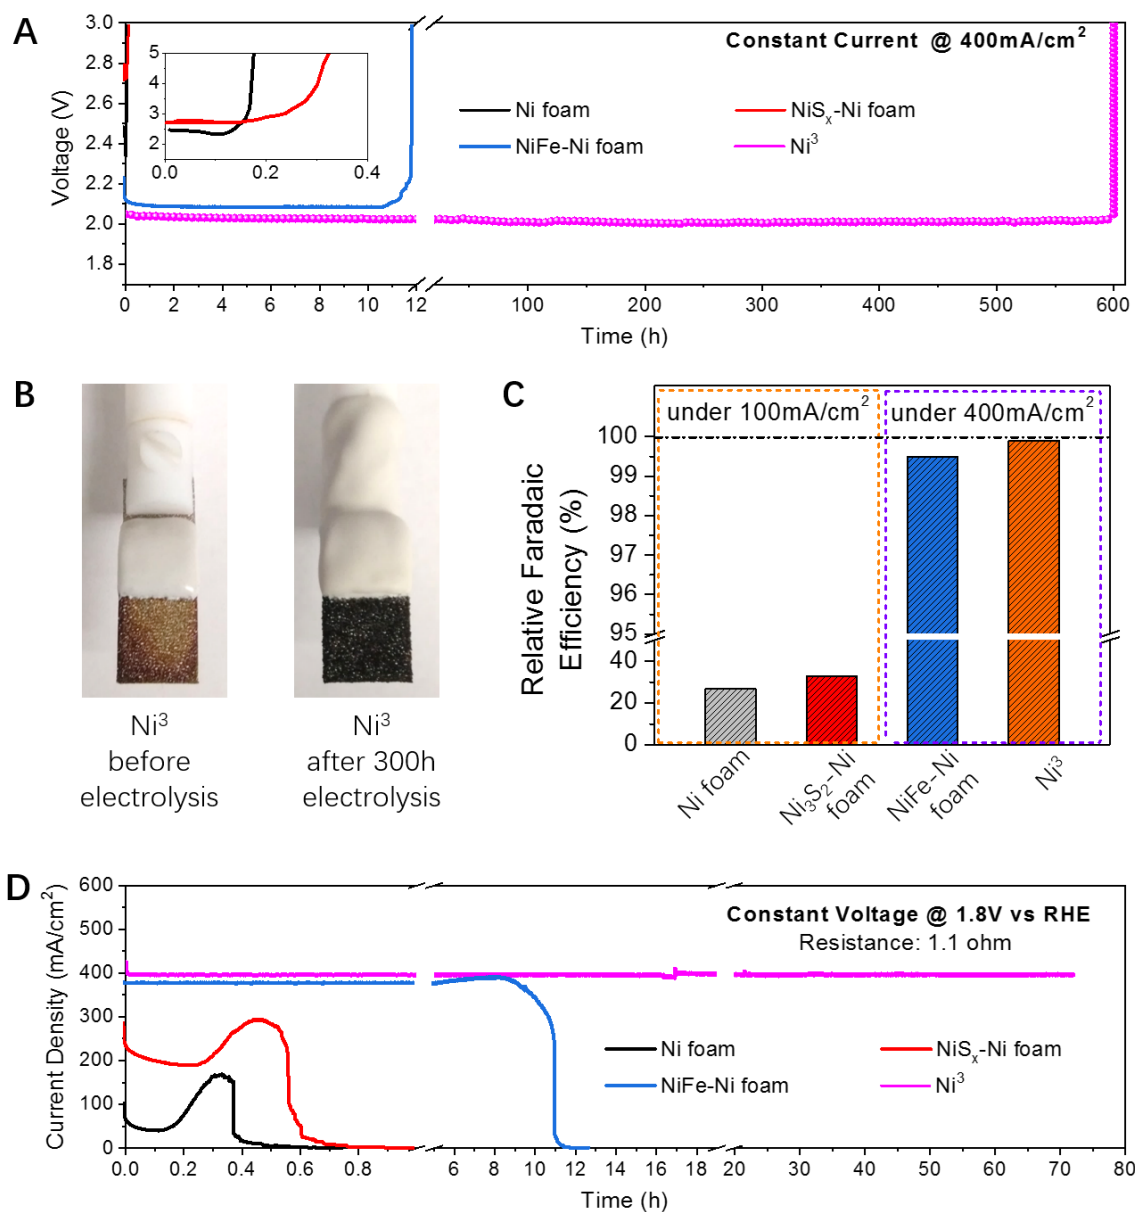 A
Constant Current @ 400mA/cm²
Voltage (V)
3.0
2.8
2.6
2.4
2.2
2.0
1.8
5
4
3
2
0.0 0.2 0.4
Ni foam
NiSₓ-Ni foam
NiFe-Ni foam
Ni³
0 2 4 6 8 10 12 100 200 300 400 500 600
Time (h)
B
Ni³
before
electrolysis
Ni³
after 300h
electrolysis
C
under 100mA/cm²
under 400mA/cm²
Relative Faradaic
Efficiency (%)
100
99
98
97
96
95
40
20
0
Ni foam
Ni₃S₂-Ni
foam
NiFe-Ni
foam
Ni³
D
Constant Voltage @ 1.8V vs RHE
Resistance: 1.1 ohm
Current Density (mA/cm²)
600
500
400
300
200
100
0
Ni foam
NiSₓ-Ni foam
NiFe-Ni foam
Ni³
0.0 0.2 0.4 0.6 0.8 6 8 10 12 14 16 18 20 30 40 50 60 70 80
Time (h)